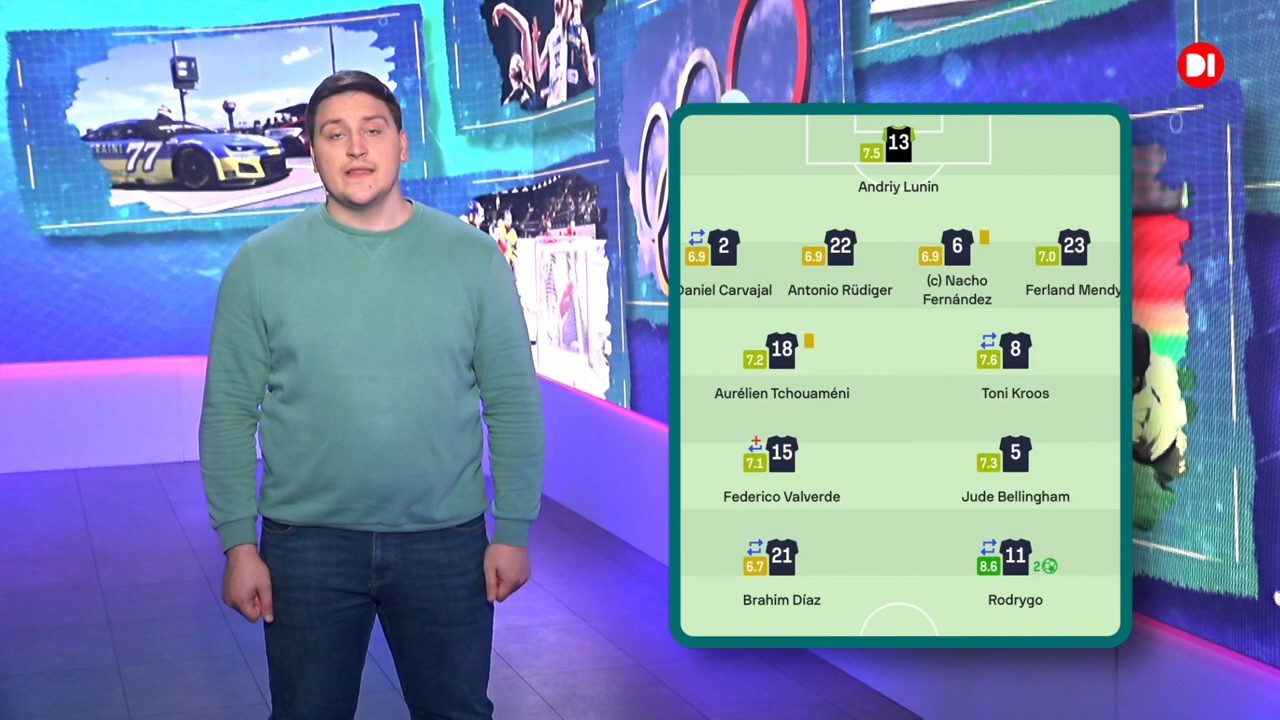 DI
77
13
7.5
Andriy Lunin
2
6.9
22
6.9
6
6.9
23
7.0
Daniel Carvajal
Antonio Rüdiger
(c) Nacho
Fernández
Ferland Mendy
18
7.2
8
7.6
Aurélien Tchouaméni
Toni Kroos
15
7.1
5
7.3
Federico Valverde
Jude Bellingham
21
6.7
11
8.6
2
Brahim Díaz
Rodrygo